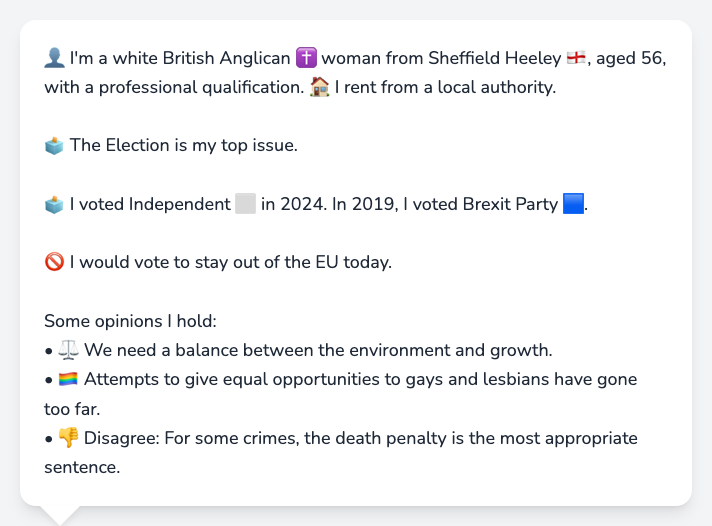 👤 I'm a white British Anglican ✝️ woman from Sheffield Heeley 🏴󠁧󠁢󠁥󠁮󠁧󠁿, aged 56,
with a professional qualification. 🏠 I rent from a local authority.
🗳️ The Election is my top issue.
🗳️ I voted Independent ⬜ in 2024. In 2019, I voted Brexit Party 🟦.
🚫 I would vote to stay out of the EU today.
Some opinions I hold:
• ⚖️ We need a balance between the environment and growth.
• 🏳️‍🌈 Attempts to give equal opportunities to gays and lesbians have gone
too far.
• 👎 Disagree: For some crimes, the death penalty is the most appropriate
sentence.